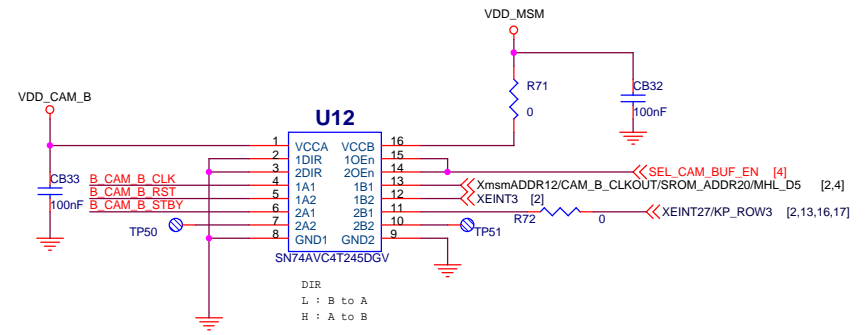 VDD_MSM
R71
0
CB32
100nF
VDD_CAM_B
U12
1 VCCA VCCB 16
2 1DIR 1OEn 15
3 2DIR 2OEn 14 SEL_CAM_BUF_EN [4]
CB33 B_CAM_B_CLK 4 1A1 1B1 13 XmsmADDR12/CAM_B_CLKOUT/SROM_ADDR20/MHL_D5 [2,4]
B_CAM_B_RST 5 1A2 1B2 12 XEINT3 [2]
100nF B_CAM_B_STBY 6 2A1 2B1 11 R72 0 XEINT27/KP_ROW3 [2,13,16,17]
TP50 7 2A2 2B2 10 TP51
8 GND1 GND2 9
SN74AVC4T245DGV
DIR
L : B to A
H : A to B